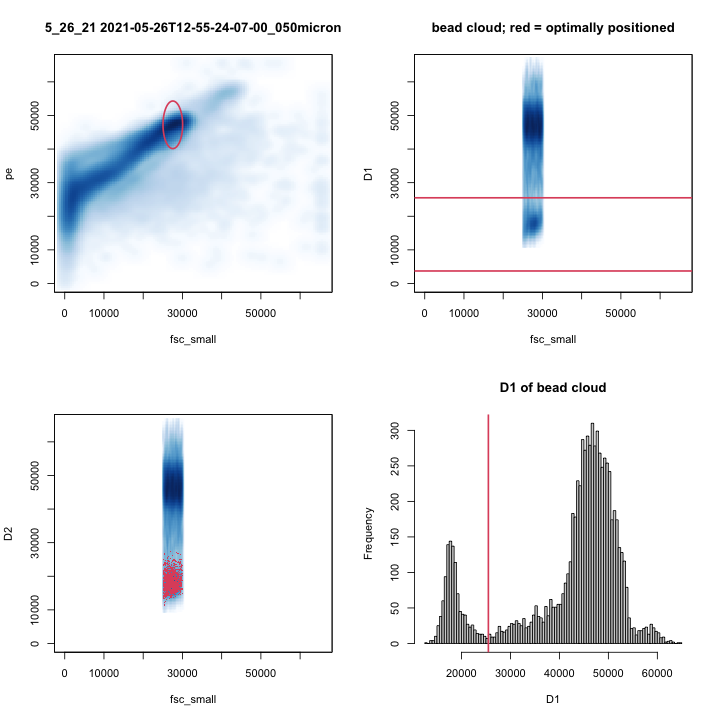 5_26_21 2021-05-26T12-55-24-07-00_050micron
pe
0 10000 30000 50000
0 10000 30000 50000
fsc_small
bead cloud; red = optimally positioned
D1
0 10000 30000 50000
0 10000 30000 50000
fsc_small
D2
0 10000 30000 50000
0 10000 30000 50000
fsc_small
D1 of bead cloud
Frequency
0 50 100 150 200 250 300
20000 30000 40000 50000 60000
D1